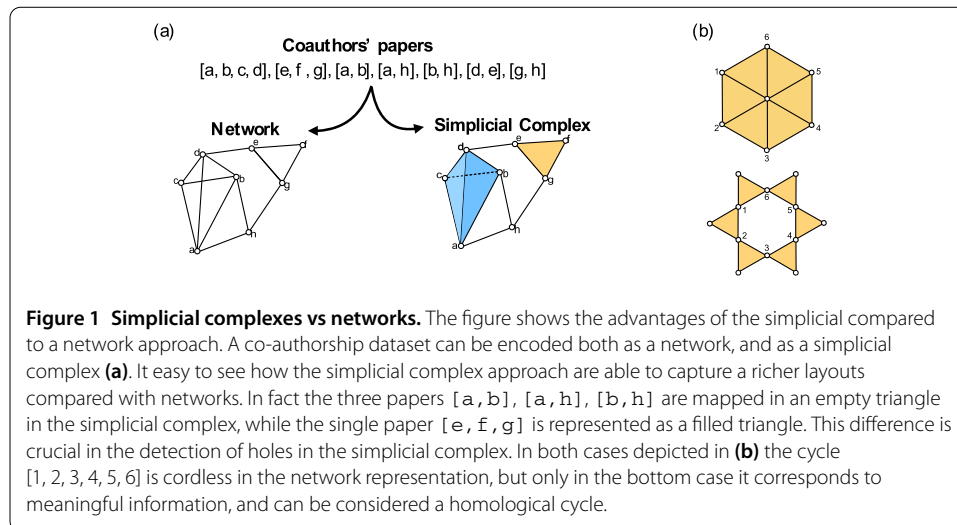 (a)
Coauthors' papers
[a, b, c, d], [e, f , g], [a, b], [a, h], [b, h], [d, e], [g, h]
Network
Simplicial Complex
d
e
f
c
b
g
a
h
d
e
f
c
b
g
a
h
(b)
6
1
5
2
4
3
6
1
5
2
4
3
Figure 1 Simplicial complexes vs networks. The figure shows the advantages of the simplicial compared
to a network approach. A co-authorship dataset can be encoded both as a network, and as a simplicial
complex (a). It easy to see how the simplicial complex approach are able to capture a richer layouts
compared with networks. In fact the three papers [a,b], [a,h], [b,h] are mapped in an empty triangle
in the simplicial complex, while the single paper [e,f,g] is represented as a filled triangle. This difference is
crucial in the detection of holes in the simplicial complex. In both cases depicted in (b) the cycle
[1, 2, 3, 4, 5, 6] is cordless in the network representation, but only in the bottom case it corresponds to
meaningful information, and can be considered a homological cycle.